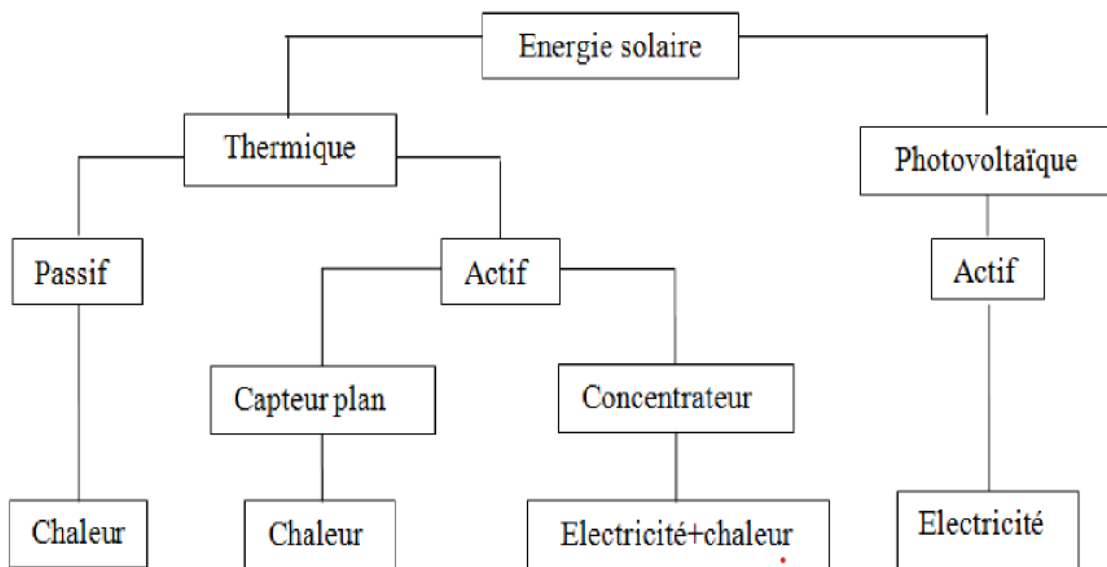 Energie solaire
Thermique
Photovoltaïque
Passif
Actif
Actif
Capteur plan
Concentrateur
Chaleur
Chaleur
Electricité+chaleur
Electricité